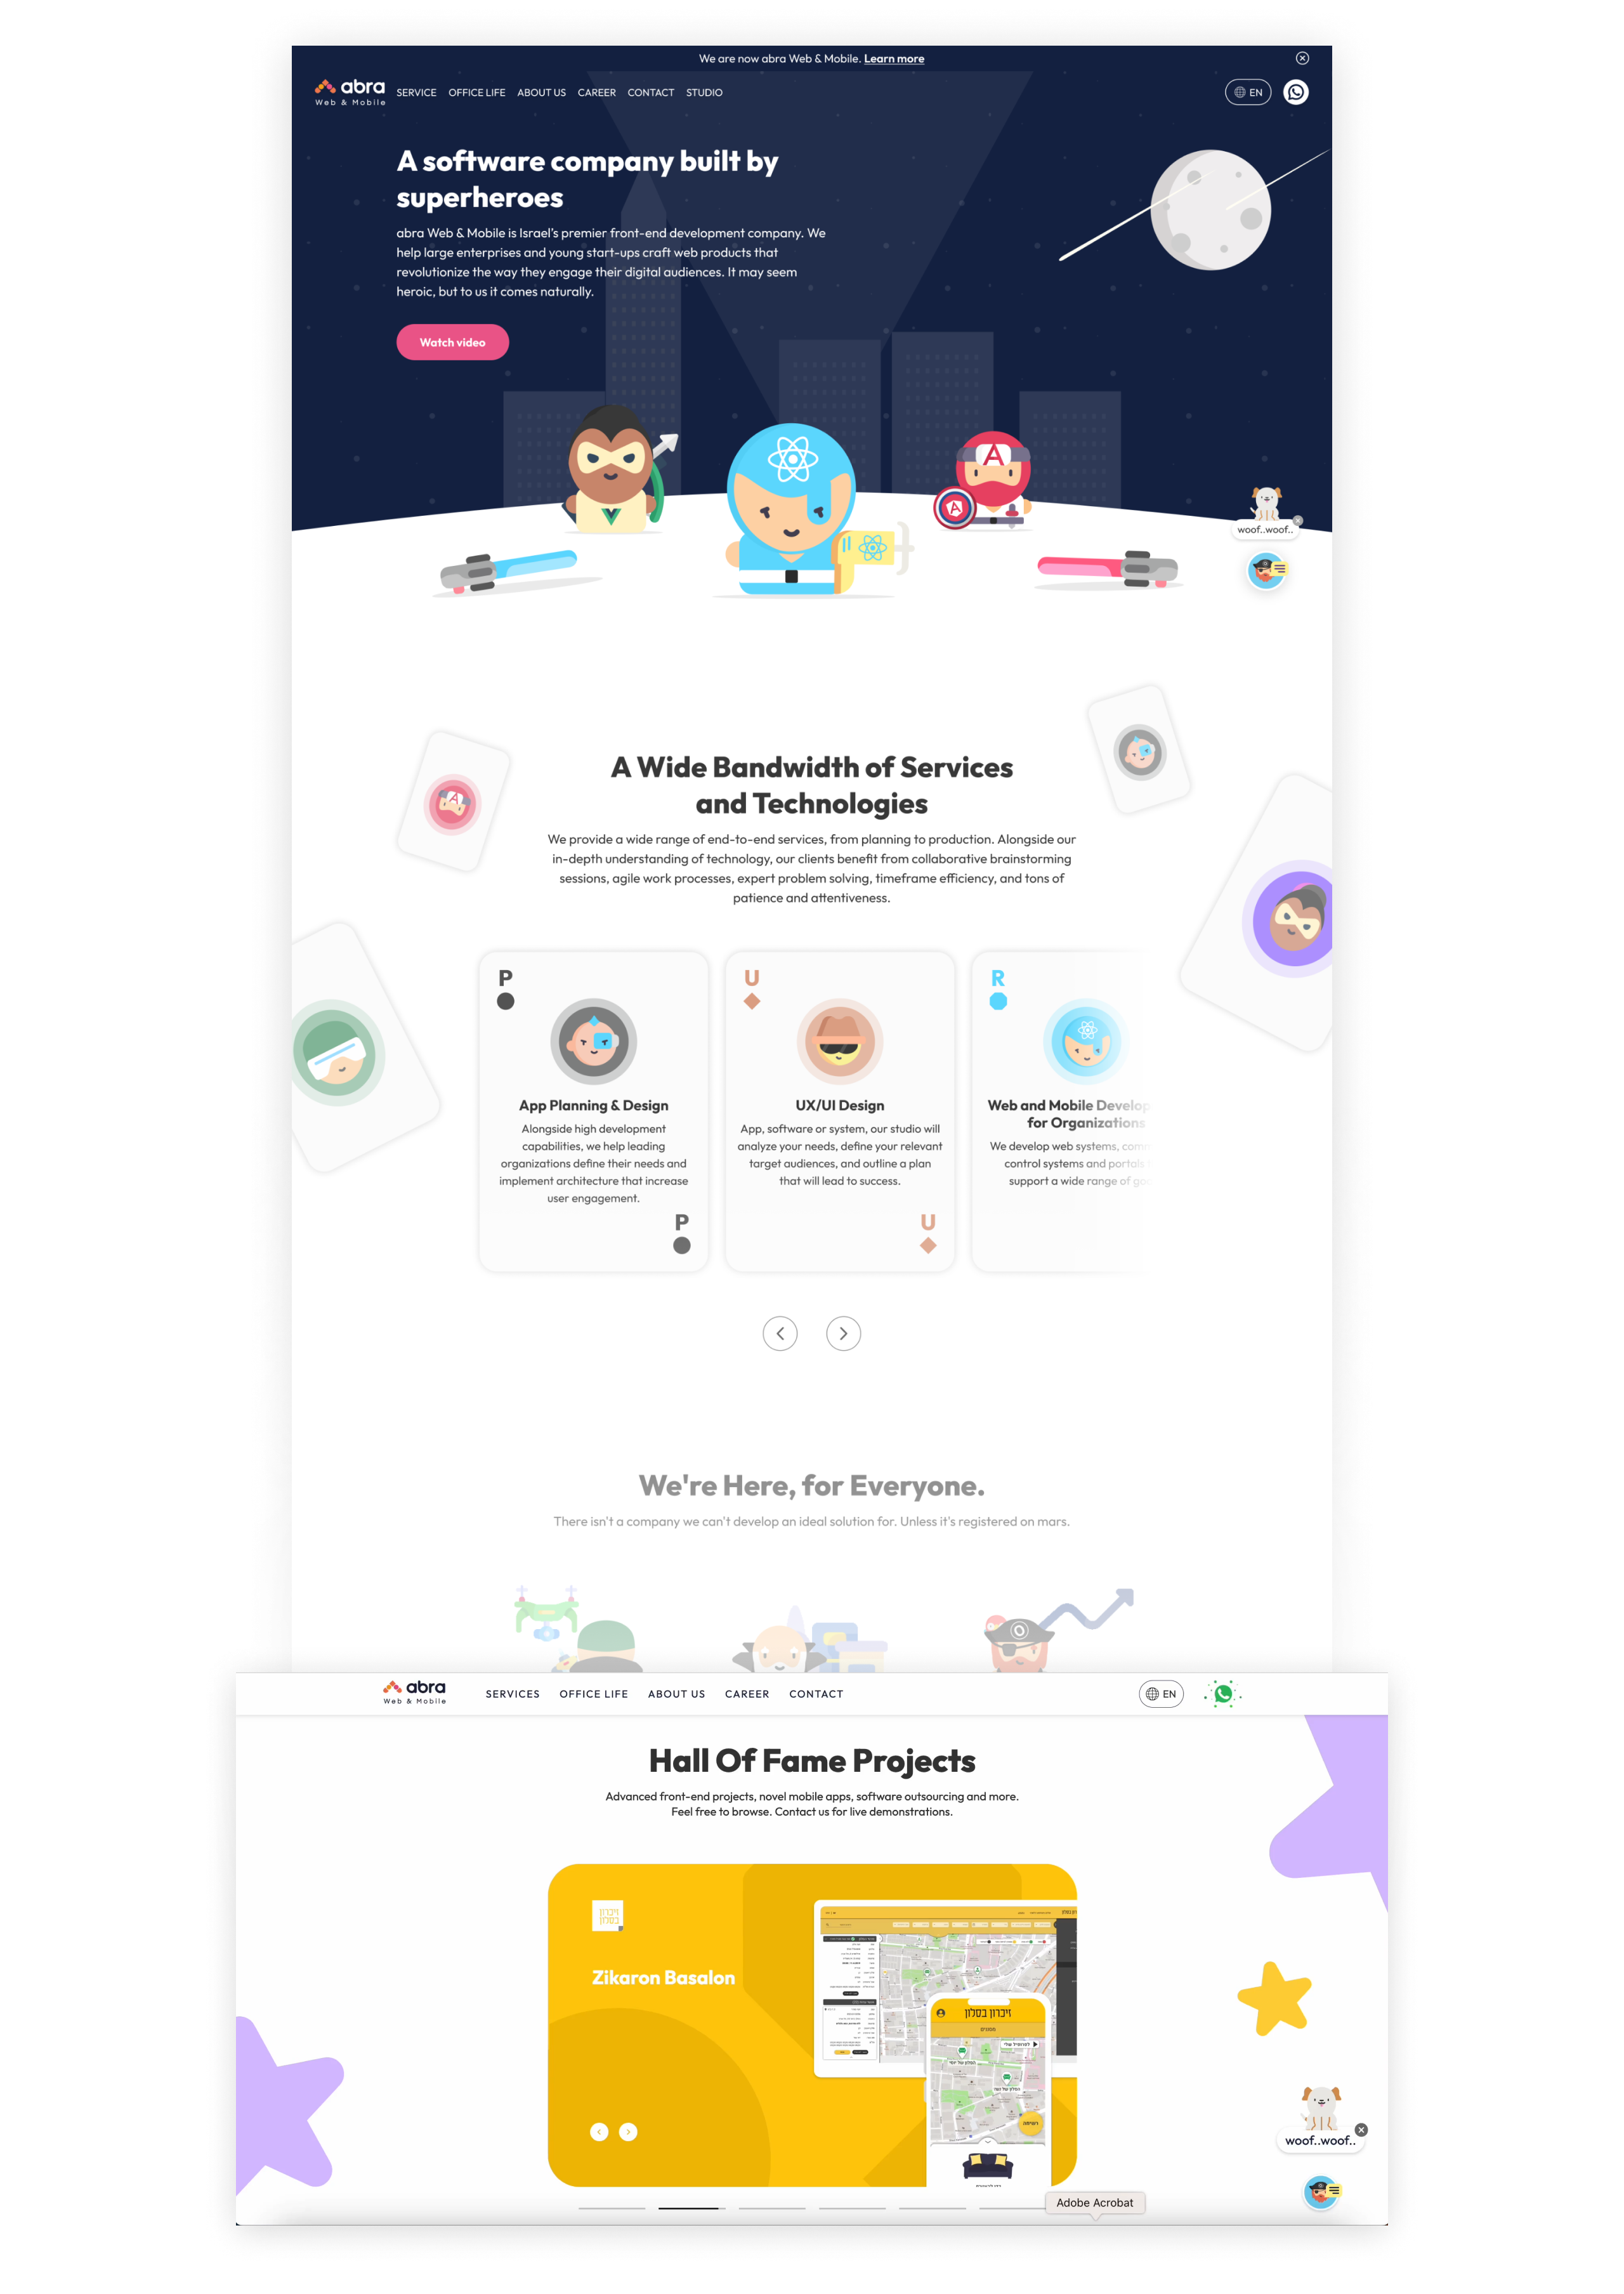 We are now abra Web & Mobile. Learn more
abra
Web & Mobile
SERVICE OFFICE LIFE ABOUT US CAREER CONTACT STUDIO
EN
A software company built by
superheroes
abra Web & Mobile is Israel's premier front-end development company. We
help large enterprises and young start-ups craft web products that
revolutionize the way they engage their digital audiences. It may seem
heroic, but to us it comes naturally.
Watch video
A
A
woof..woof..
A Wide Bandwidth of Services
and Technologies
We provide a wide range of end-to-end services, from planning to production. Alongside our
in-depth understanding of technology, our clients benefit from collaborative brainstorming
sessions, agile work processes, expert problem solving, timeframe efficiency, and tons of
patience and attentiveness.
A
P
App Planning & Design
Alongside high development
capabilities, we help leading
organizations define their needs and
implement architecture that increase
user engagement.
P
U
UX/UI Design
App, software or system, our studio will
analyze your needs, define your relevant
target audiences, and outline a plan
that will lead to success.
U
R
Web and Mobile Develop
for Organizations
We develop web systems, com
control systems and portals
support a wide range of
We're Here, for Everyone.
There isn't a company we can't develop an ideal solution for. Unless it's registered on mars.
abra
Web & Mobile
SERVICES OFFICE LIFE ABOUT US CAREER CONTACT
EN
Hall Of Fame Projects
Advanced front-end projects, novel mobile apps, software outsourcing and more.
Feel free to browse. Contact us for live demonstrations.
זיכרון
בסלון
Zikaron Basalon
זיכרון בסלון
רשימה
woof..woof..
Adobe Acrobat